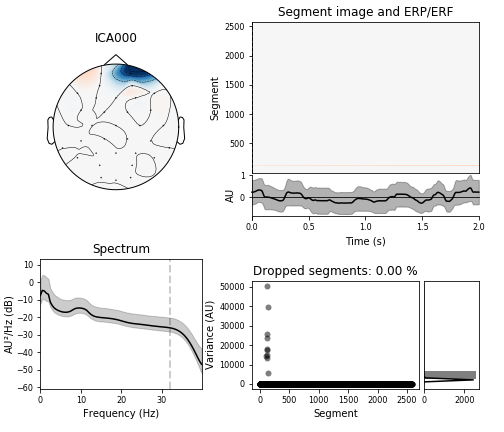 ICA000
Segment image and ERP/ERF
Segment
2500
2000
1500
1000
500
AU
1
0
0.0 0.5 1.0 1.5 2.0
Time (s)
Spectrum
AU²/Hz (dB)
10
0
−10
−20
−30
−40
−50
−60
0 10 20 30
Frequency (Hz)
Dropped segments: 0.00 %
Variance (AU)
50000
40000
30000
20000
10000
0
0 500 1000 1500 2000 2500
Segment
0 2000